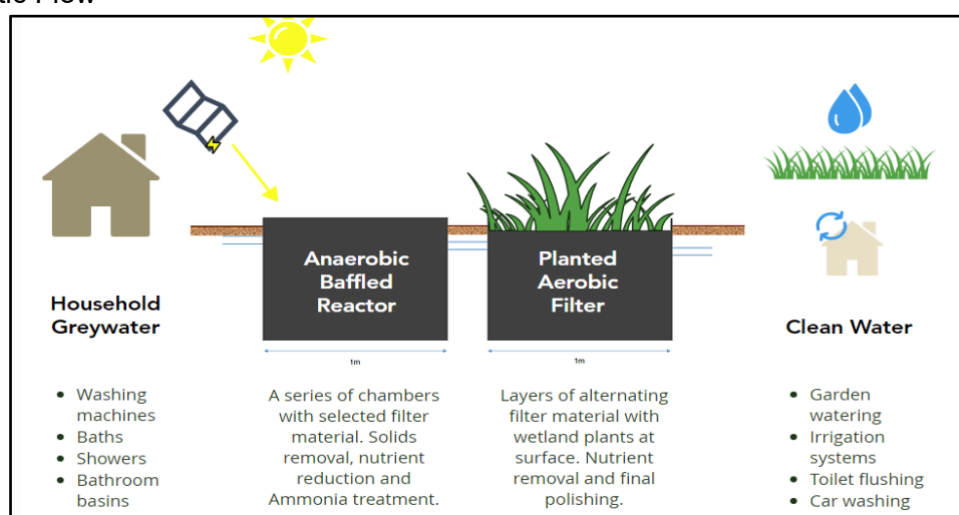 Household
Greywater
• Washing
machines
• Baths
• Showers
• Bathroom
basins
Anaerobic
Baffled
Reactor
1m
A series of chambers
with selected filter
material. Solids
removal, nutrient
reduction and
Ammonia treatment.
Planted
Aerobic
Filter
1m
Layers of alternating
filter material with
wetland plants at
surface. Nutrient
removal and final
polishing.
Clean Water
• Garden
watering
• Irrigation
systems
• Toilet flushing
• Car washing